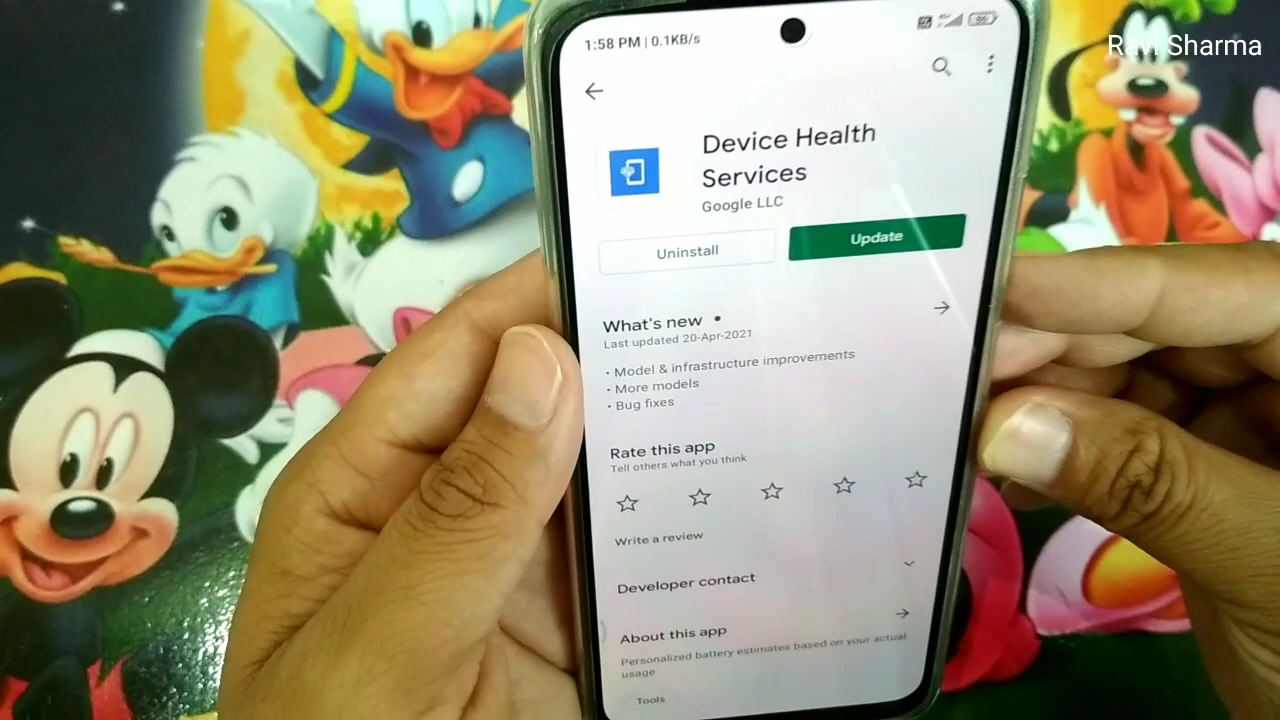 Ravi Sharma
1:58 PM | 0.1KB/s
Device Health
Services
Google LLC
Uninstall
Update
What's new •
Last updated 20-Apr-2021
• Model & infrastructure improvements
• More models
• Bug fixes
Rate this app
Tell others what you think
Write a review
Developer contact
About this app
Personalized battery estimates based on your actual
usage
Tools